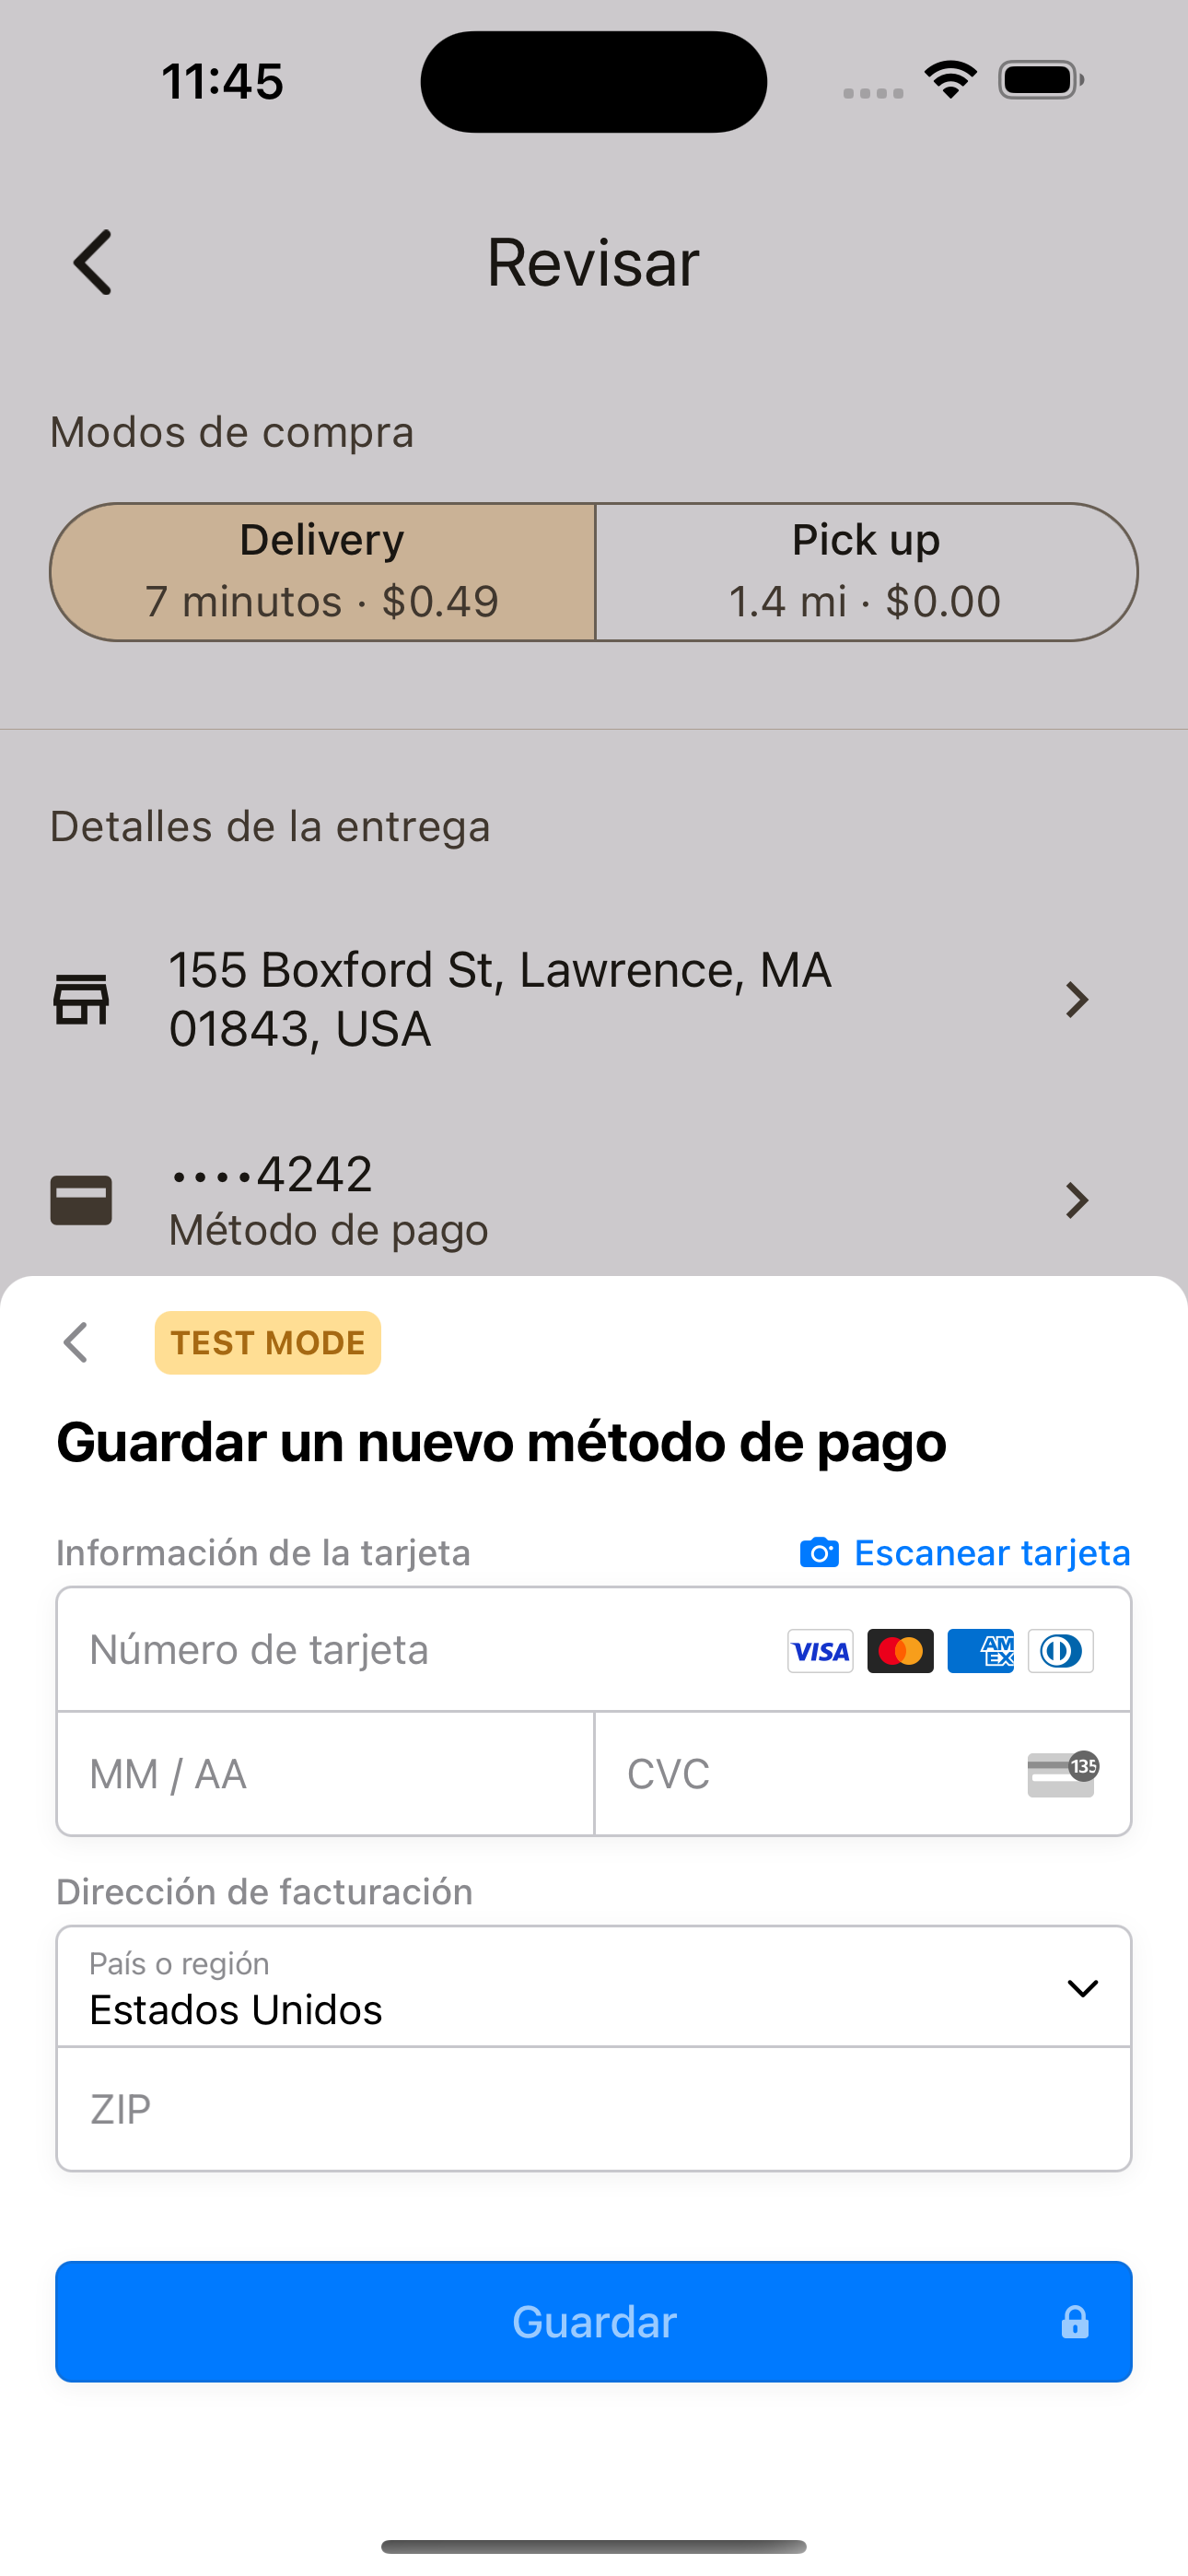 11:45
Revisar
Modos de compra
Delivery
7 minutos · $0.49
Pick up
1.4 mi · $0.00
Detalles de la entrega
155 Boxford St, Lawrence, MA
01843, USA
••••4242
Método de pago
TEST MODE
Guardar un nuevo método de pago
Información de la tarjeta
Escanear tarjeta
Número de tarjeta
VISA
AM
EX
MM / AA
CVC
135
Dirección de facturación
País o región
Estados Unidos
ZIP
Guardar